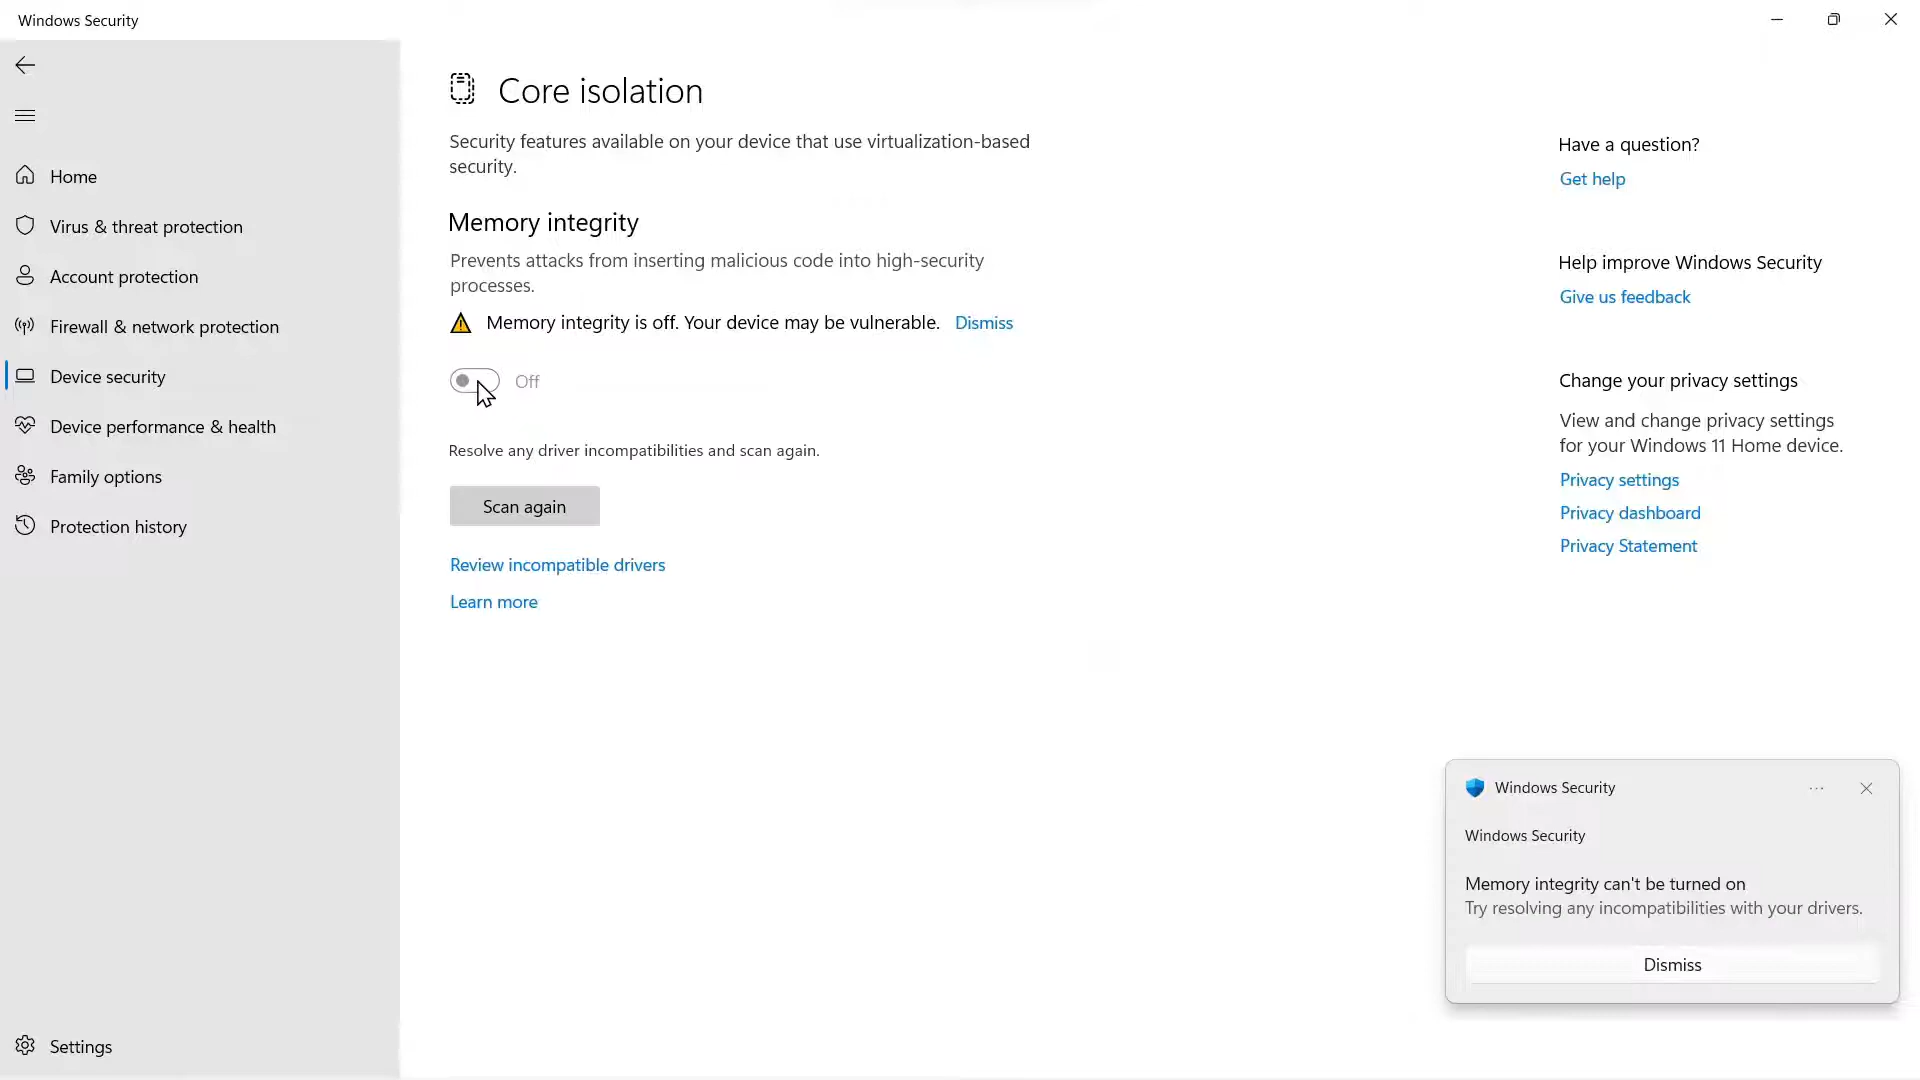 Windows Security
Home
Virus & threat protection
Account protection
Firewall & network protection
Device security
Device performance & health
Family options
Protection history
Settings
Core isolation
Security features available on your device that use virtualization-based
security.
Memory integrity
Prevents attacks from inserting malicious code into high-security
processes.
Memory integrity is off. Your device may be vulnerable. Dismiss
Off
Resolve any driver incompatibilities and scan again.
Scan again
Review incompatible drivers
Learn more
Have a question?
Get help
Help improve Windows Security
Give us feedback
Change your privacy settings
View and change privacy settings
for your Windows 11 Home device.
Privacy settings
Privacy dashboard
Privacy Statement
Windows Security
Windows Security
Memory integrity can't be turned on
Try resolving any incompatibilities with your drivers.
Dismiss